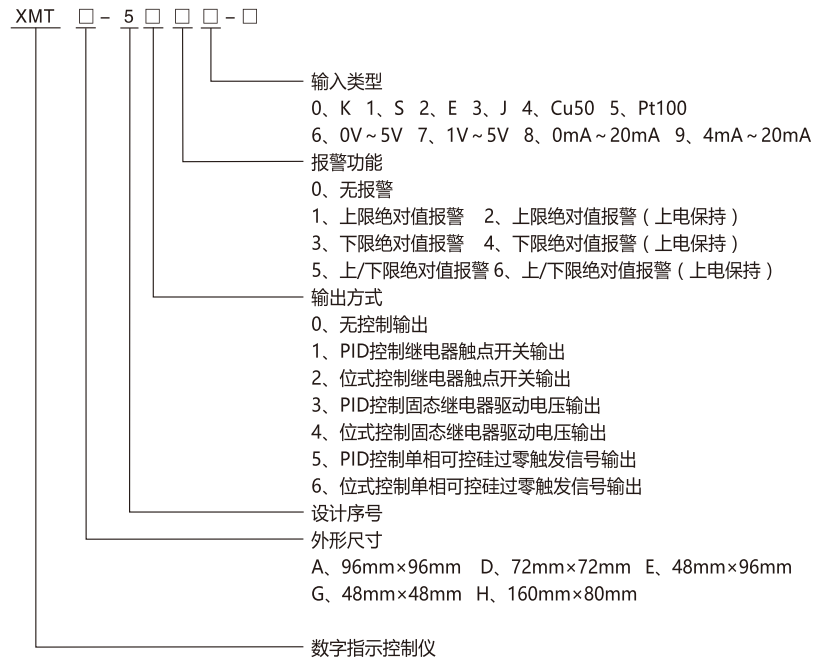 XMT □－5□ □ □－□
输入类型
0、K 1、S 2、E 3、J 4、Cu50 5、Pt100
6、0V～5V 7、1V～5V 8、0mA～20mA 9、4mA～20mA
报警功能
0、无报警
1、上限绝对值报警 2、上限绝对值报警（上电保持）
3、下限绝对值报警 4、下限绝对值报警（上电保持）
5、上/下限绝对值报警 6、上/下限绝对值报警（上电保持）
输出方式
0、无控制输出
1、PID控制继电器触点开关输出
2、位式控制继电器触点开关输出
3、PID控制固态继电器驱动电压输出
4、位式控制固态继电器驱动电压输出
5、PID控制单相可控硅过零触发信号输出
6、位式控制单相可控硅过零触发信号输出
设计序号
外形尺寸
A、96mm×96mm D、72mm×72mm E、48mm×96mm
G、48mm×48mm H、160mm×80mm
数字指示控制仪